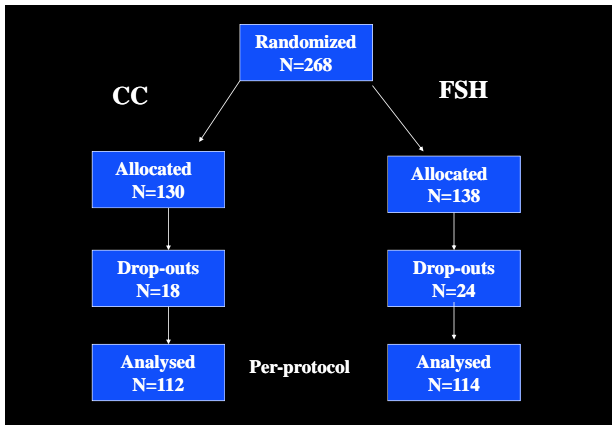 Randomized
N=268
CC
FSH
Allocated
N=130
Allocated
N=138
Drop-outs
N=18
Drop-outs
N=24
Analysed
N=112
Per-protocol
Analysed
N=114